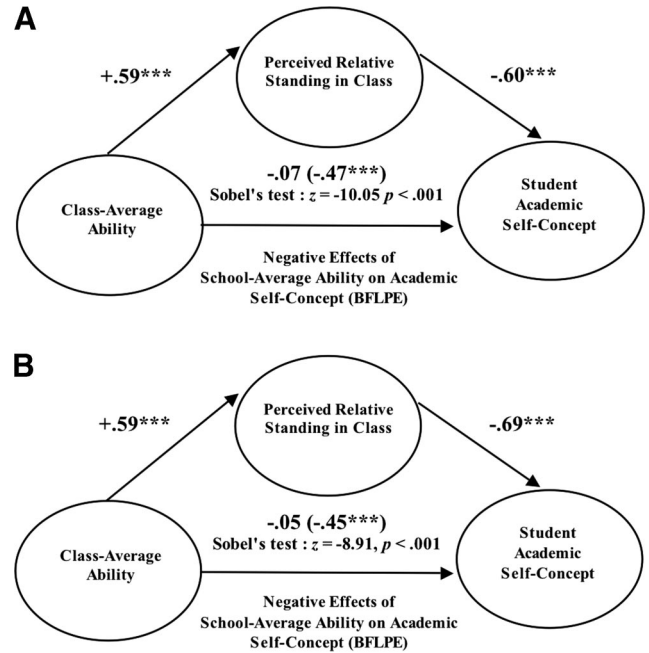 A
Perceived Relative
Standing in Class
+.59***
-.60***
-.07 (-.47***)
Sobel's test : z = -10.05 p < .001
Class-Average
Ability
Student
Academic
Self-Concept
Negative Effects of
School-Average Ability on Academic
Self-Concept (BFLPE)
B
Perceived Relative
Standing in Class
+.59***
-.69***
-.05 (-.45***)
Sobel's test : z = -8.91, p < .001
Class-Average
Ability
Student
Academic
Self-Concept
Negative Effects of
School-Average Ability on Academic
Self-Concept (BFLPE)